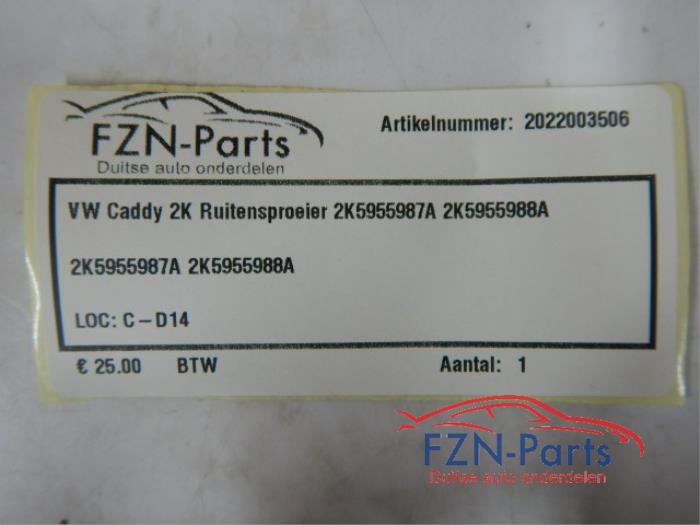 FZN-Parts
Duitse auto onderdelen
Artikelnummer: 2022003506
VW Caddy 2K Ruitensproeier 2K5955987A 2K5955988A
2K5955987A 2K5955988A
LOC: C-D14
€ 25.00 BTW Aantal: 1
FZN-Parts
Duitse auto onderdelen